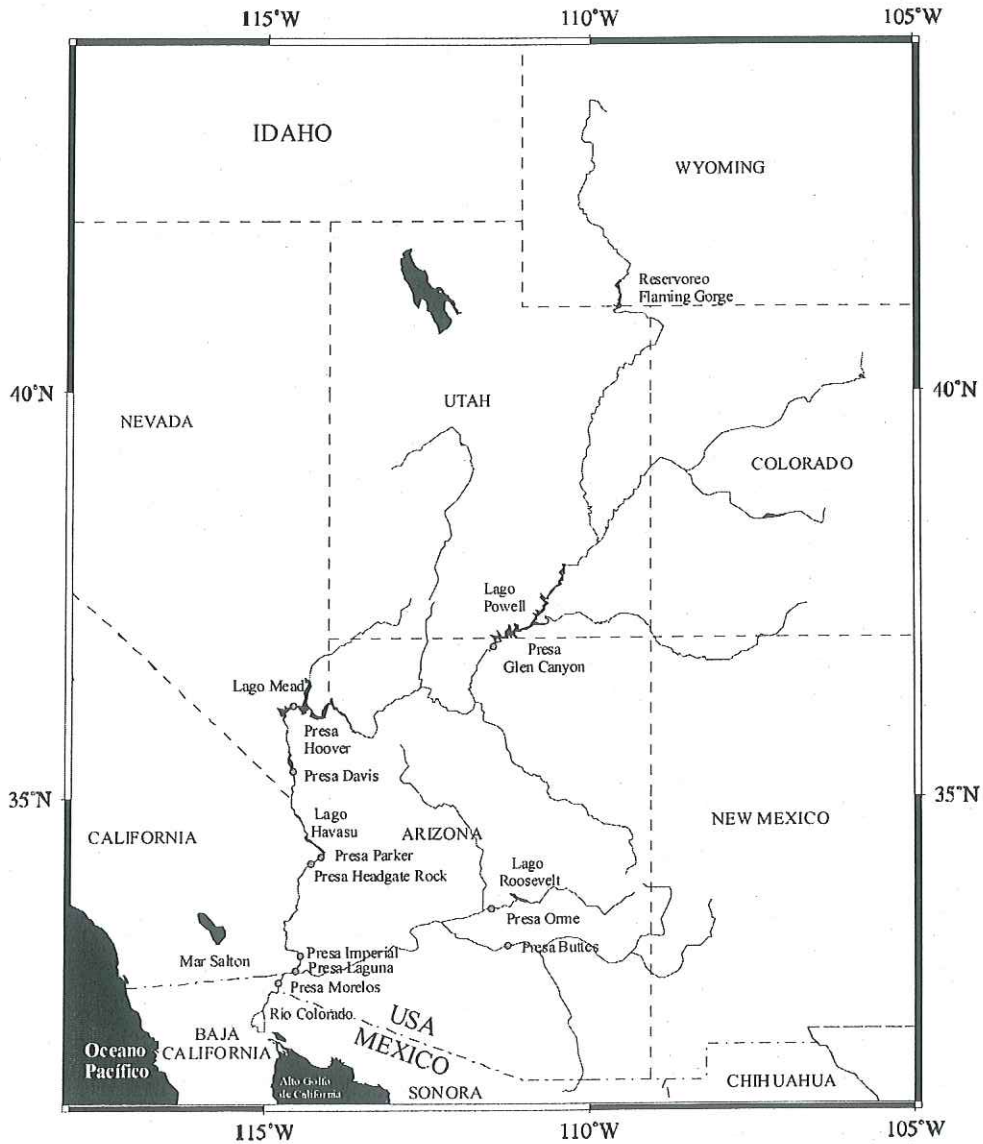 115°W
110°W
105°W
IDAHO
WYOMING
Reservoreo
Flaming Gorge
40°N
40°N
UTAH
NEVADA
COLORADO
Lago
Powell
Presa
Glen Canyon
Lago Mead
Presa
Hoover
Presa Davis
35°N
35°N
Lago
Havasu
ARIZONA
NEW MEXICO
CALIFORNIA
Presa Parker
Presa Headgate Rock
Lago
Roosevelt
Presa Orme
Presa Buttes
Mar Salton
Presa Imperial
Presa Laguna
Presa Morelos
Rio Colorado
USA
MEXICO
BAJA
CALIFORNIA
Oceano
Pacífico
Alto Golfo
de California
SONORA
CHIHUAHUA
115°W
110°W
105°W